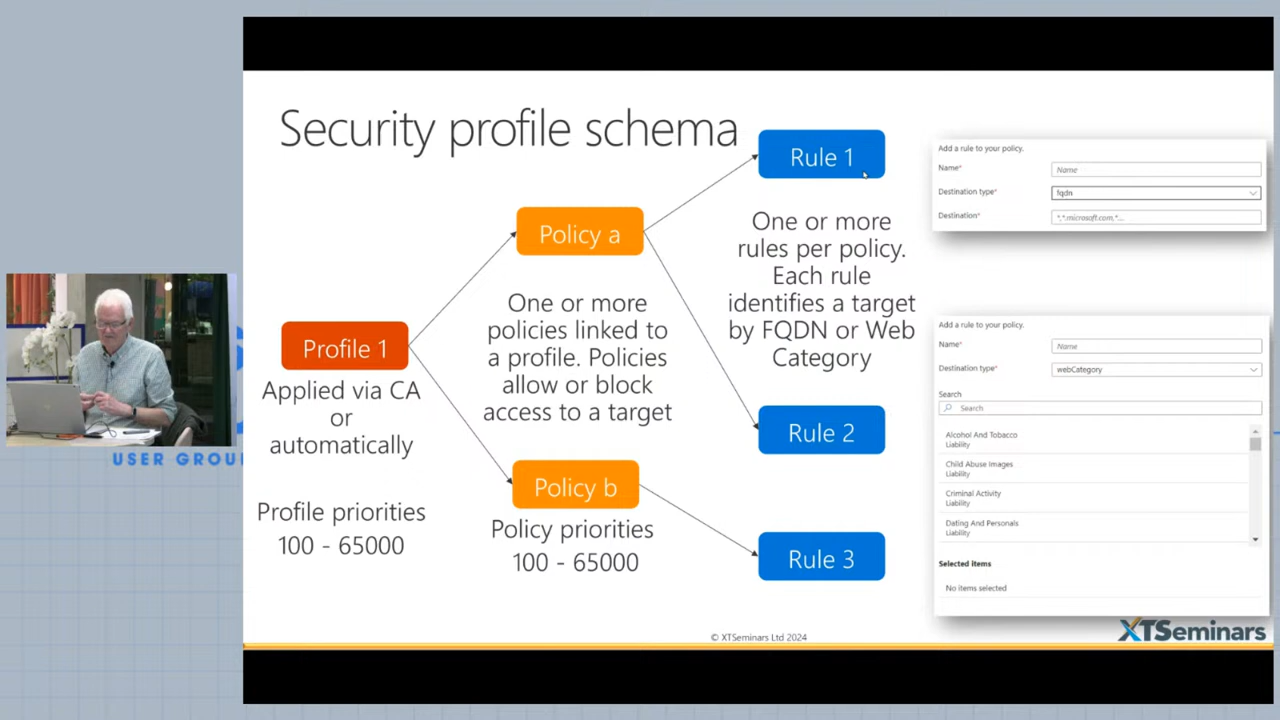 Security profile schema
Profile 1
Applied via CA
or
automatically
Profile priorities
100 - 65000
Policy a
One or more
policies linked to
a profile. Policies
allow or block
access to a target
Policy b
Policy priorities
100 - 65000
Rule 1
One or more
rules per policy.
Each rule
identifies a target
by FQDN or Web
Category
Rule 2
Rule 3
Add a rule to your policy.
Name*
Name
Destination type*
fqdn
Destination*
*,*.microsoft.com,*...
Add a rule to your policy.
Name*
Name
Destination type*
webCategory
Search
Search
Alcohol And Tobacco
Liability
Child Abuse Images
Liability
Criminal Activity
Liability
Dating And Personals
Liability
Selected items
No items selected
© XTSeminars Ltd 2024
XTSeminars
USER GROU